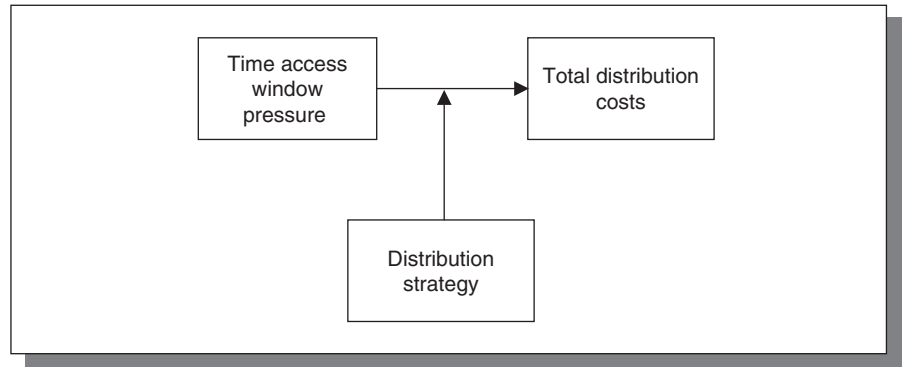 Time access
window
pressure
Total distribution
costs
Distribution
strategy